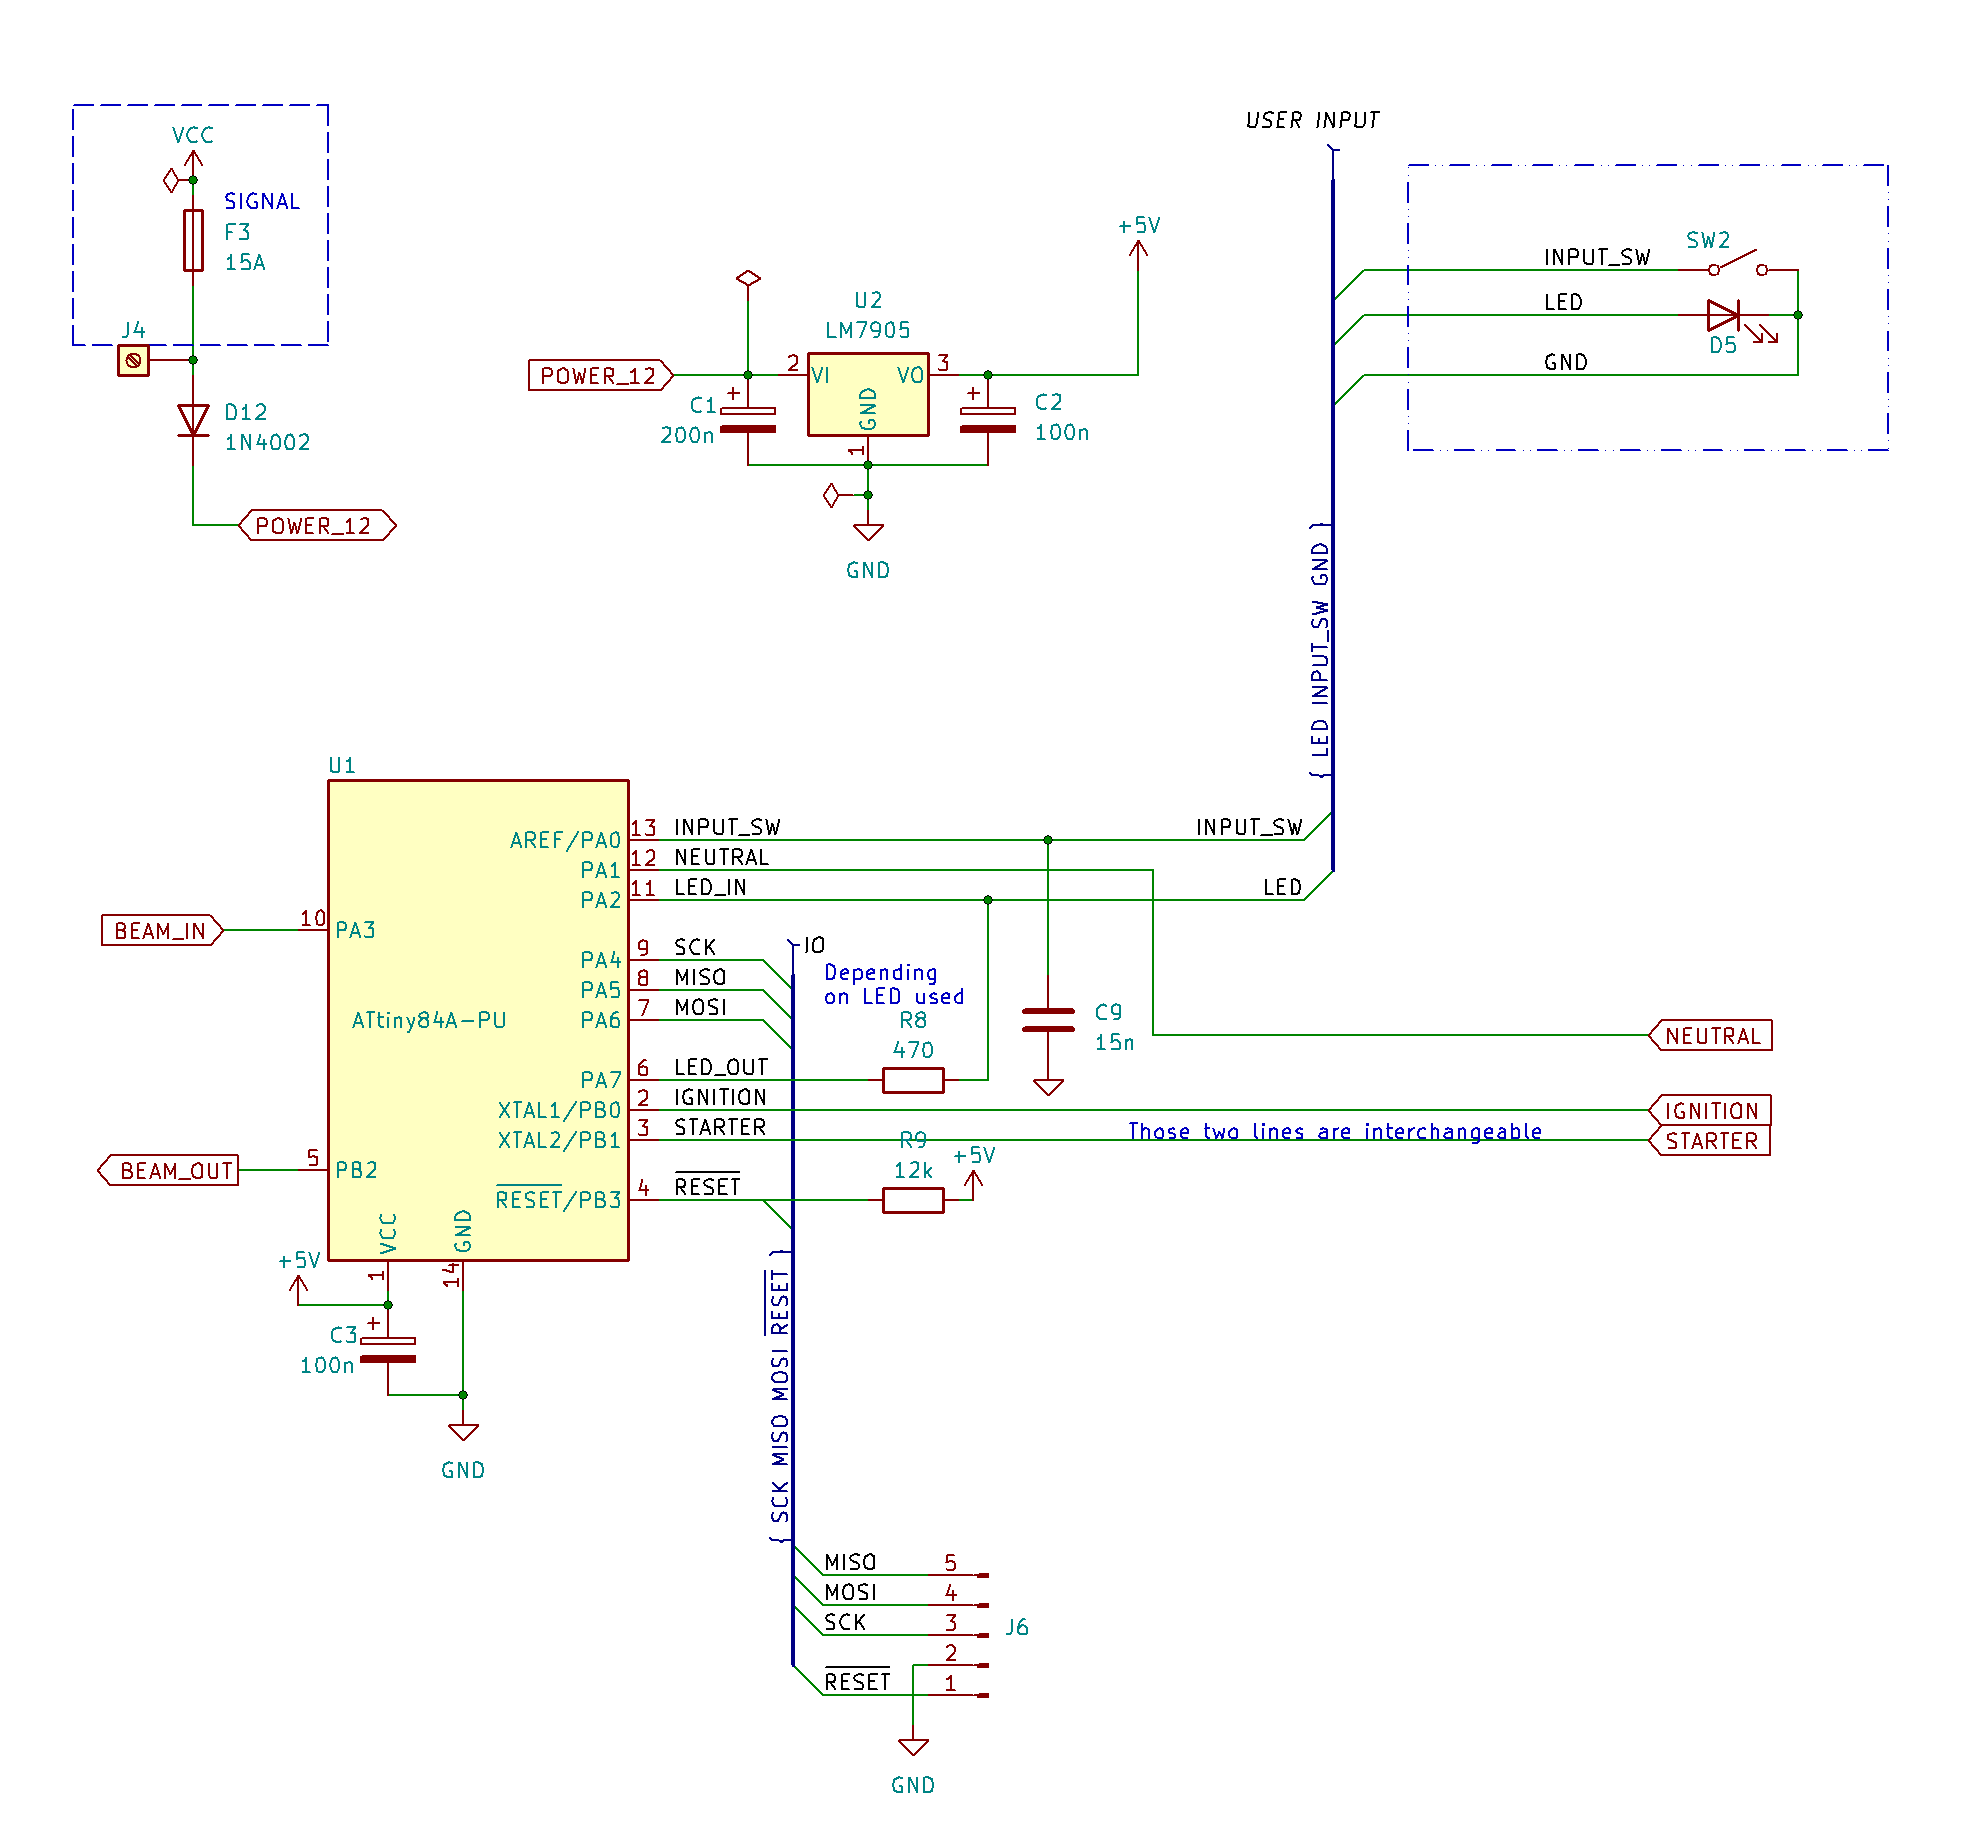 USER INPUT
VCC
SIGNAL
F3
15A
J4
D12
1N4002
POWER_12
+5V
U2
LM7905
POWER_12
2
VI
VO
3
GND
1
+
C1
200n
+
C2
100n
GND
SW2
INPUT_SW
LED
D5
GND
{ LED INPUT_SW GND }
U1
ATtiny84A-PU
AREF/PA0
13
INPUT_SW
INPUT_SW
PA1
12
NEUTRAL
PA2
11
LED_IN
LED
BEAM_IN
10
PA3
PA4
9
SCK
IO
PA5
8
MISO
PA6
7
MOSI
Depending
on LED used
R8
470
C9
15n
NEUTRAL
PA7
6
LED_OUT
XTAL1/PB0
2
IGNITION
IGNITION
XTAL2/PB1
3
STARTER
Those two lines are interchangeable
STARTER
BEAM_OUT
5
PB2
R9
12k
+5V
RESET/PB3
4
RESET
VCC
GND
1
14
+5V
+
C3
100n
GND
{ SCK MISO MOSI RESET }
MISO
5
MOSI
4
SCK
3
J6
2
RESET
1
GND